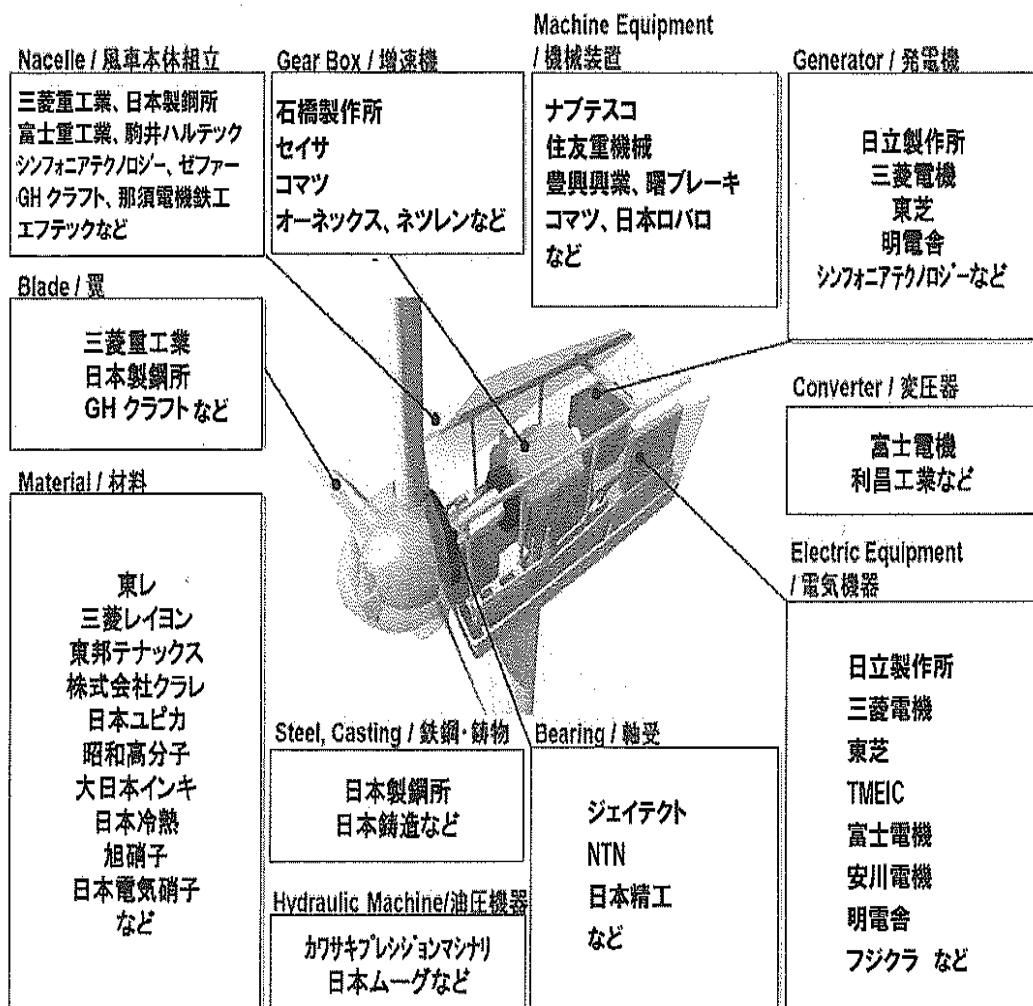 Nacelle / 風車本体組立
三菱重工業、日本製鋼所
富士重工業、駒井ハルテック
シンフォニアテクノロジー、ゼファー
GH クラフト、那須電機鉄工
エフテックなど
Gear Box / 増速機
石橋製作所
セイサ
コマツ
オーネックス、ネツレンなど
Machine Equipment
/ 機械装置
ナブテスコ
住友重機械
豊興興業、曙ブレーキ
コマツ、日本ロバロ
など
Generator / 発電機
日立製作所
三菱電機
東芝
明電舎
シンフォニアテクノロジーなど
Blade / 翼
三菱重工業
日本製鋼所
GH クラフトなど
Converter / 変圧器
富士電機
利昌工業など
Material / 材料
東レ
三菱レイヨン
東邦テナックス
株式会社クラレ
日本ユピカ
昭和高分子
大日本インキ
日本冷熱
旭硝子
日本電気硝子
など
Steel, Casting / 鉄鋼・鋳物
日本製鋼所
日本鋳造など
Hydraulic Machine/油圧機器
カワサキプレシジョンマシナリ
日本ムーグなど
Bearing / 軸受
ジェイテクト
NTN
日本精工
など
Electric Equipment
/ 電気機器
日立製作所
三菱電機
東芝
TMEIC
富士電機
安川電機
明電舎
フジクラ など